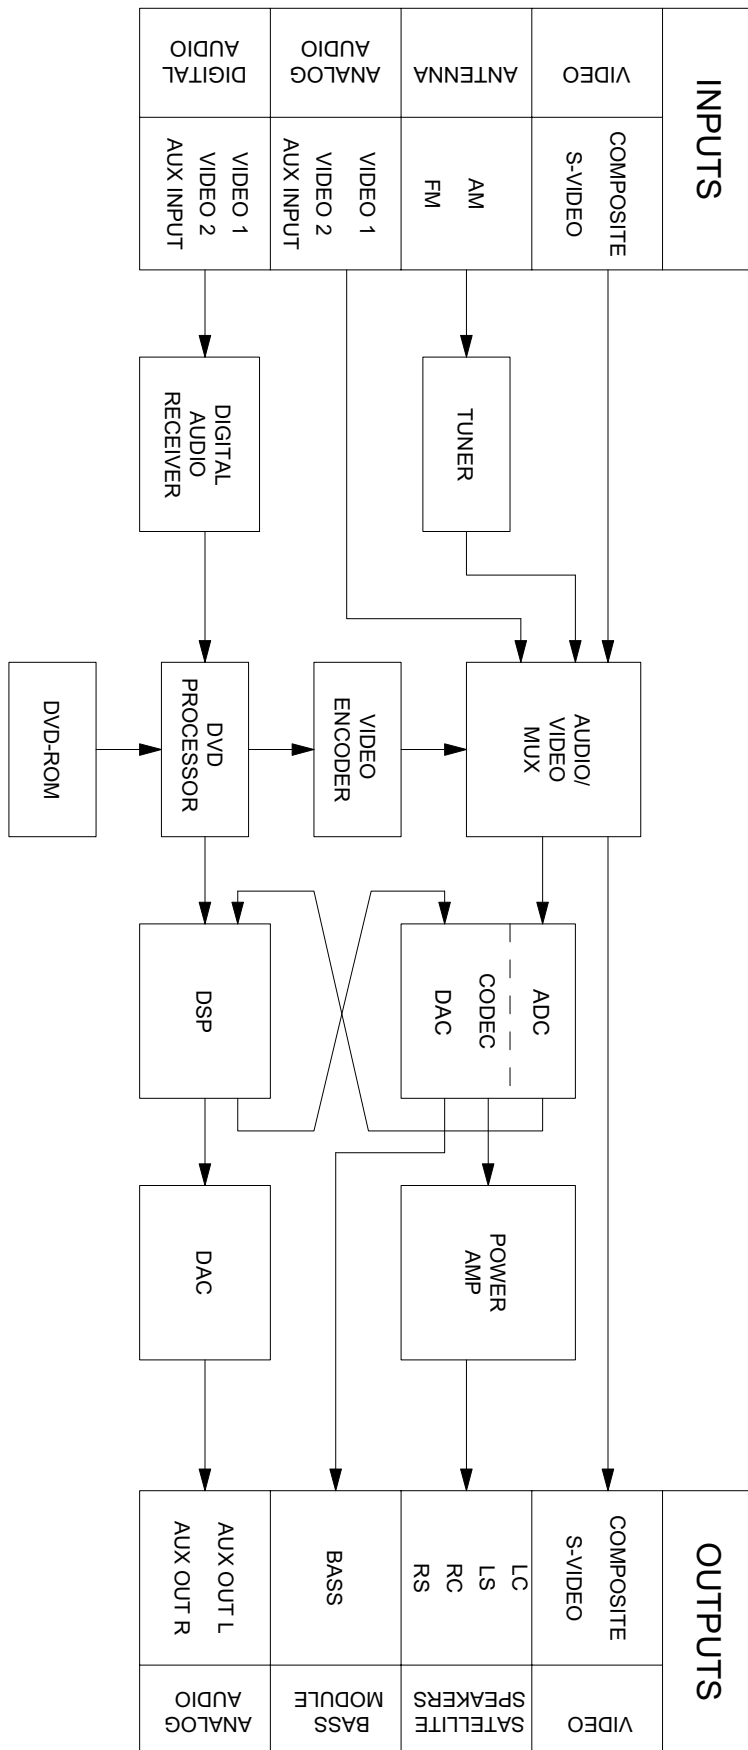 INPUTS
VIDEO
COMPOSITE
S-VIDEO
ANTENNA
AM
FM
ANALOG
AUDIO
VIDEO 1
VIDEO 2
AUX INPUT
DIGITAL
AUDIO
VIDEO 1
VIDEO 2
AUX INPUT
TUNER
DIGITAL
AUDIO
RECEIVER
AUDIO/
VIDEO
MUX
VIDEO
ENCODER
DVD
PROCESSOR
DVD-ROM
ADC
CODEC
DAC
DSP
POWER
AMP
DAC
OUTPUTS
COMPOSITE
S-VIDEO
VIDEO
LC
LS
RC
RS
SATELLITE
SPEAKERS
BASS
BASS
MODULE
AUX OUT L
AUX OUT R
ANALOG
AUDIO